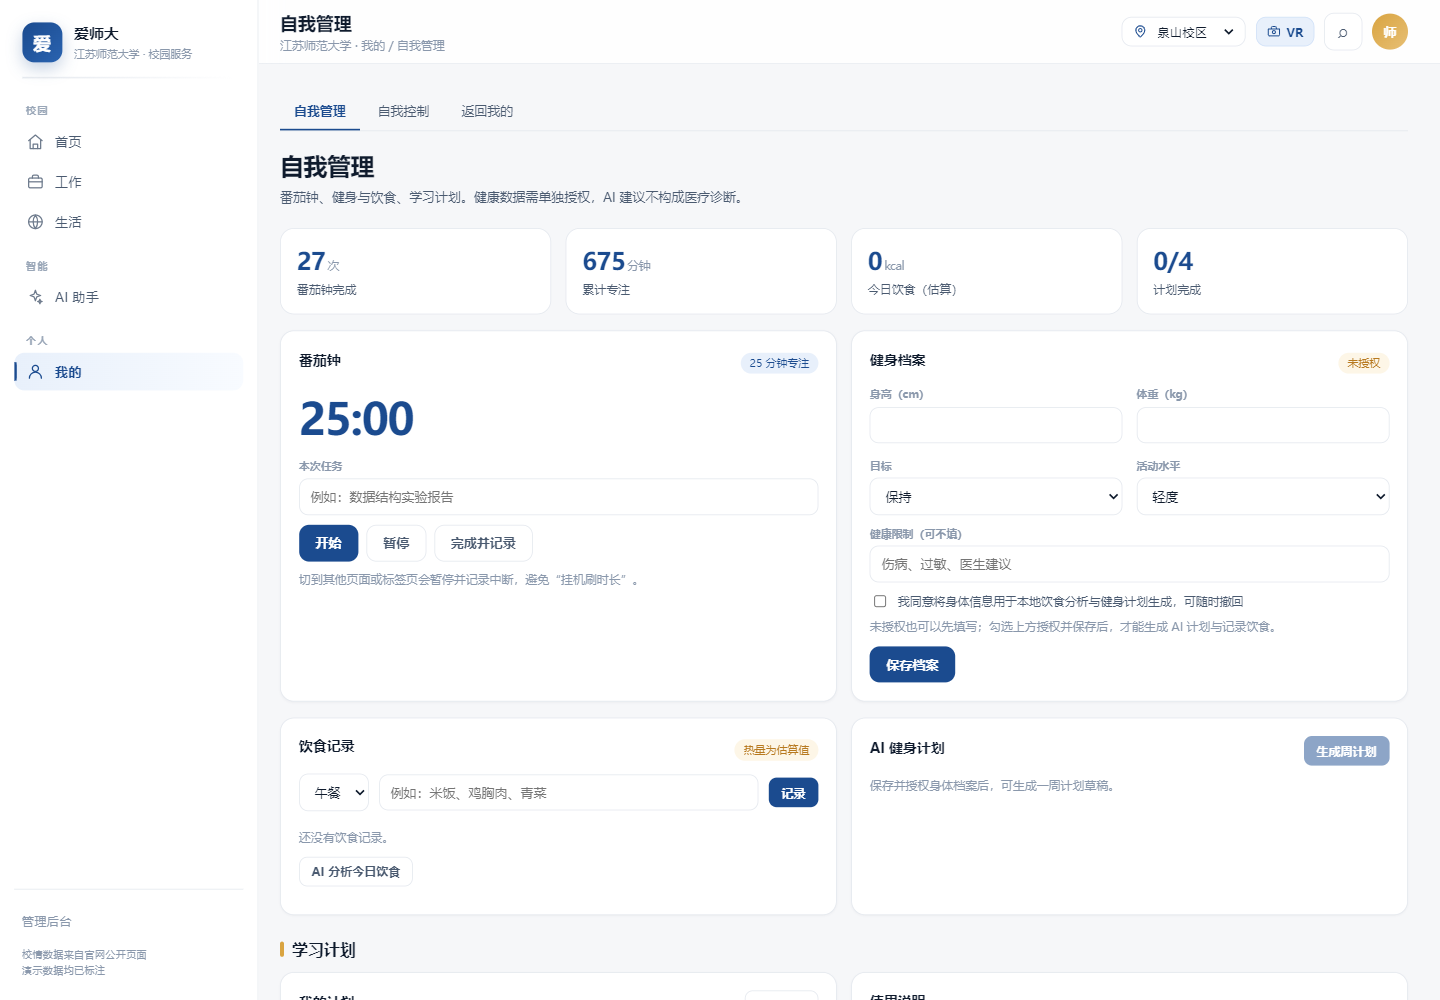 爱
爱师大
江苏师范大学 · 校园服务
校园
首页
工作
生活
智能
AI 助手
个人
我的
管理后台
校情数据来自官网公开页面
演示数据均已标注
自我管理
江苏师范大学 · 我的 / 自我管理
泉山校区
VR
师
自我管理
自我控制
返回我的
自我管理
番茄钟、健身与饮食、学习计划。健康数据需单独授权，AI 建议不构成医疗诊断。
27次
番茄钟完成
675分钟
累计专注
0kcal
今日饮食（估算）
0/4
计划完成
番茄钟
25 分钟专注
25:00
本次任务
例如：数据结构实验报告
开始
暂停
完成并记录
切到其他页面或标签页会暂停并记录中断，避免“挂机刷时长”。
健身档案
未授权
身高（cm）
体重（kg）
目标
活动水平
保持
轻度
健康限制（可不填）
伤病、过敏、医生建议
我同意将身体信息用于本地饮食分析与健身计划生成，可随时撤回
未授权也可以先填写；勾选上方授权并保存后，才能生成 AI 计划与记录饮食。
保存档案
饮食记录
热量为估算值
午餐
例如：米饭、鸡胸肉、青菜
记录
还没有饮食记录。
AI 分析今日饮食
AI 健身计划
生成周计划
保存并授权身体档案后，可生成一周计划草稿。
学习计划
我的计划
使用说明